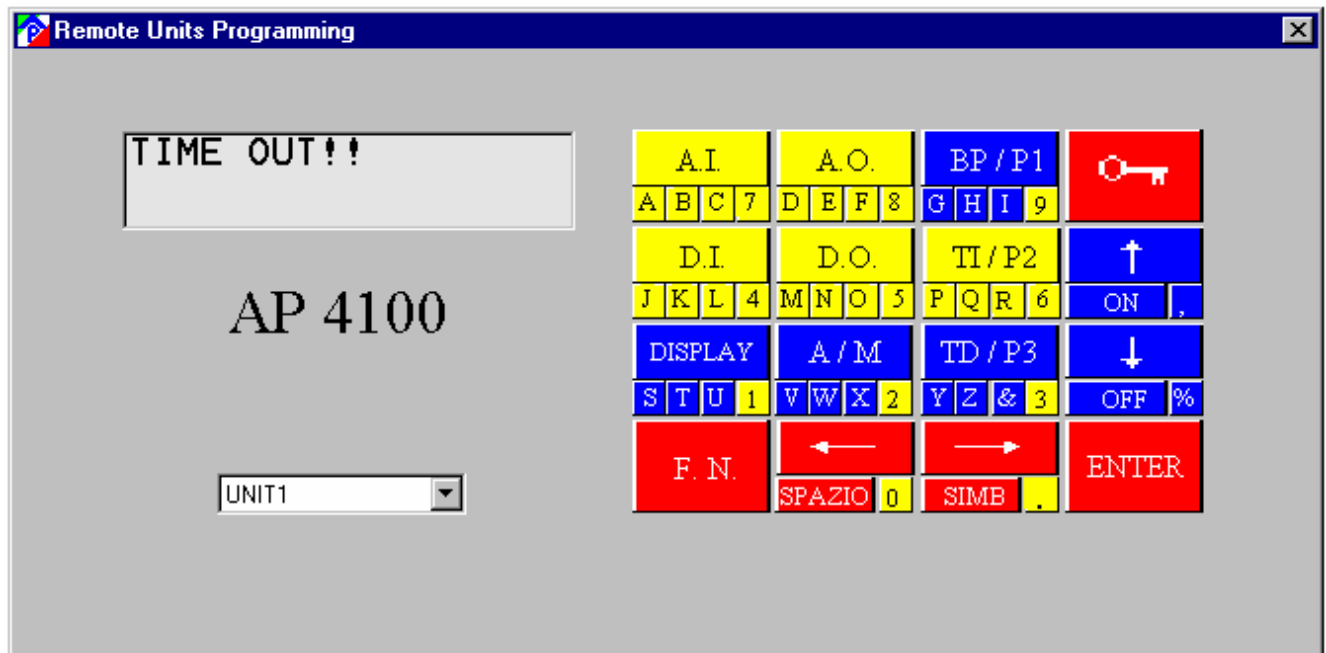 Remote Units Programming
TIME OUT!!
AP 4100
UNIT1
A.I. A.O. BP / P1
A B C 7 D E F 8 G H I 9
D.I. D.O. TI / P2 ↑
J K L 4 M N O 5 P Q R 6 ON ,
DISPLAY A / M TD / P3 ↓
S T U 1 V W X 2 Y Z & 3 OFF %
F. N. ← → ENTER
SPAZIO 0 SIMB .